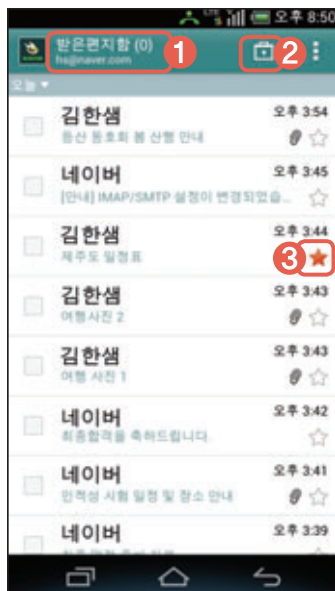 LTE 오후 8:50
받은편지함 (0)
hs@naver.com
1
2
오늘
김한샘 오후 3:54
등산 동호회 봄 산행 안내
네이버 오후 3:45
[안내] IMAP/SMTP 설정이 변경되었습...
김한샘 오후 3:44
제주도 일정표
3
김한샘 오후 3:43
여행사진 2
김한샘 오후 3:43
여행 사진 1
네이버 오후 3:42
최종합격을 축하드립니다.
네이버 오후 3:41
인적성 시험 일정 및 장소 안내
네이버 오후 3:39